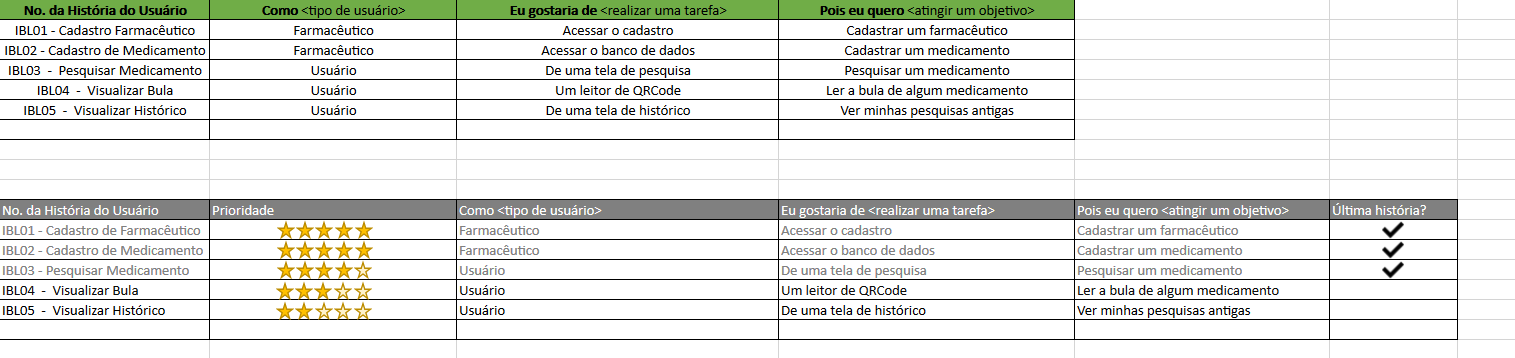 No. da História do Usuário Como <tipo de usuário> Eu gostaria de <realizar uma tarefa> Pois eu quero <atingir um objetivo>
IBL01 - Cadastro Farmacêutico Farmacêutico Acessar o cadastro Cadastrar um farmacêutico
IBL02 - Cadastro de Medicamento Farmacêutico Acessar o banco de dados Cadastrar um medicamento
IBL03 - Pesquisar Medicamento Usuário De uma tela de pesquisa Pesquisar um medicamento
IBL04 - Visualizar Bula Usuário Um leitor de QRCode Ler a bula de algum medicamento
IBL05 - Visualizar Histórico Usuário De uma tela de histórico Ver minhas pesquisas antigas
No. da História do Usuário Prioridade Como <tipo de usuário> Eu gostaria de <realizar uma tarefa> Pois eu quero <atingir um objetivo> Última história?
IBL01 - Cadastro de Farmacêutico Farmacêutico Acessar o cadastro Cadastrar um farmacêutico
IBL02 - Cadastro de Medicamento Farmacêutico Acessar o banco de dados Cadastrar um medicamento
IBL03 - Pesquisar Medicamento Usuário De uma tela de pesquisa Pesquisar um medicamento
IBL04 - Visualizar Bula Usuário Um leitor de QRCode Ler a bula de algum medicamento
IBL05 - Visualizar Histórico Usuário De uma tela de histórico Ver minhas pesquisas antigas